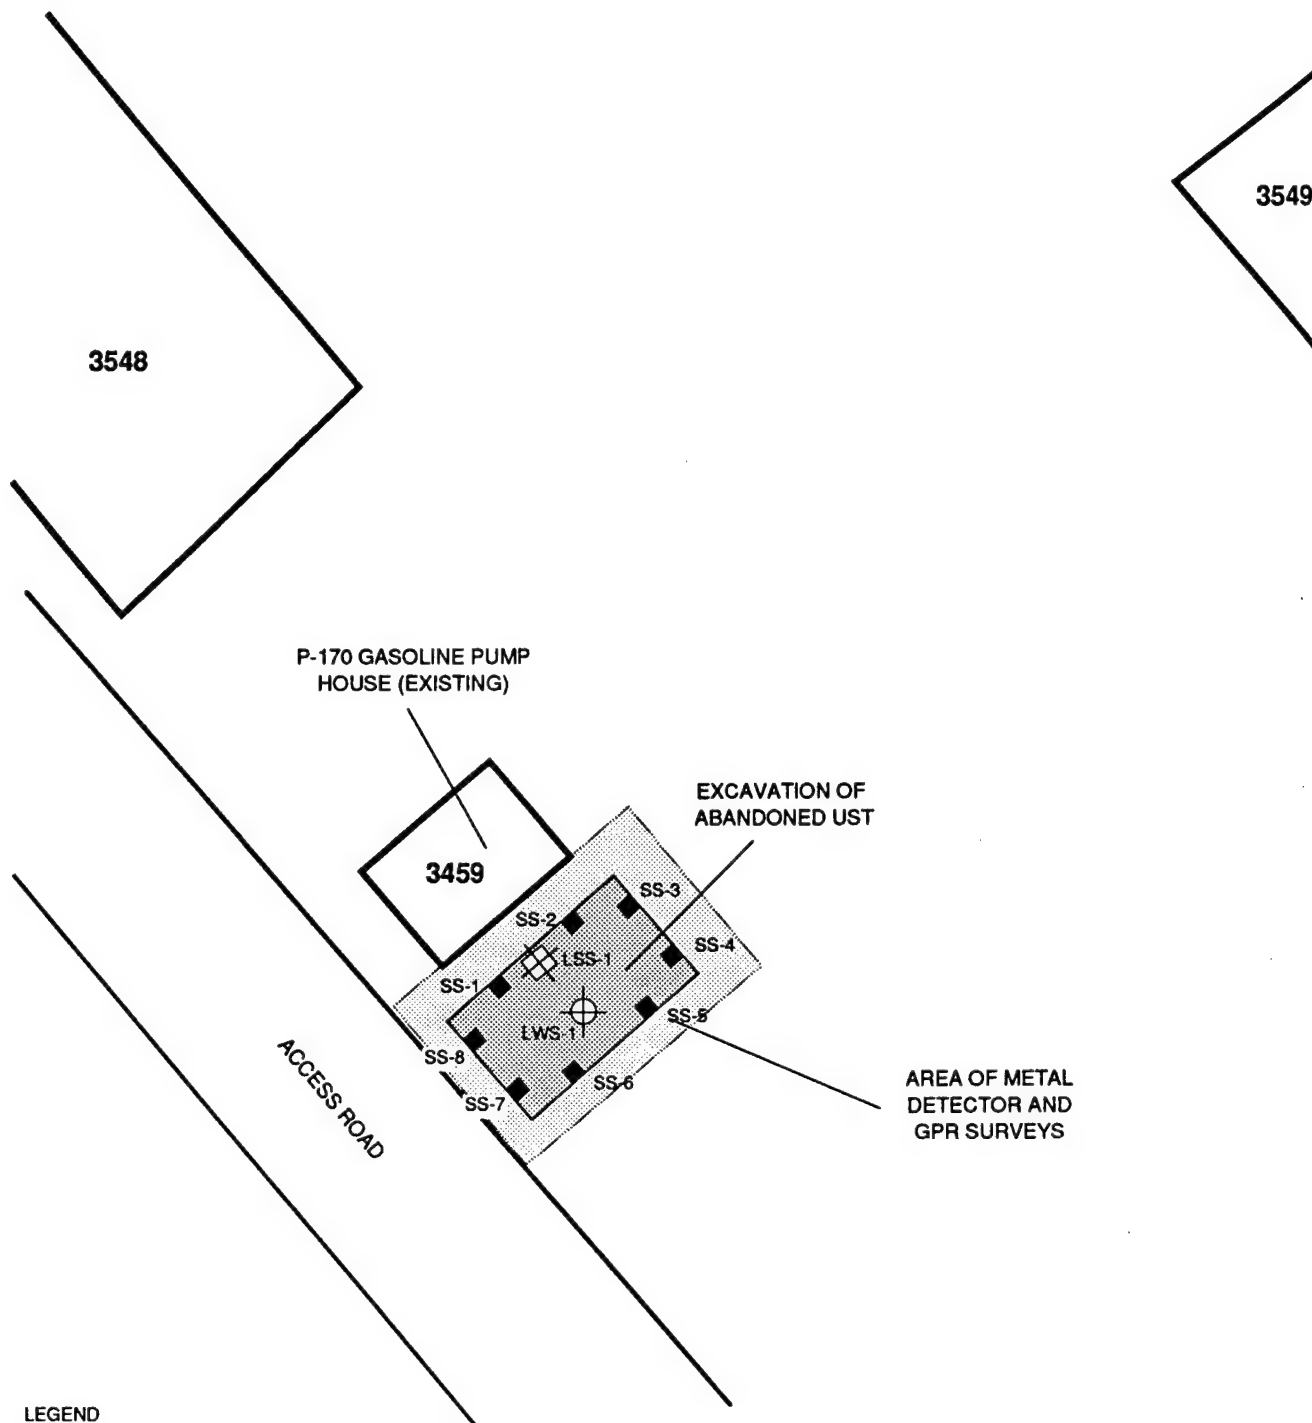 3549
3548
P-170 GASOLINE PUMP
HOUSE (EXISTING)
EXCAVATION OF
ABANDONED UST
3459
SS-3
SS-2
SS-4
LSS-1
SS-1
SS-5
LWS-1
SS-8
SS-6
SS-7
ACCESS ROAD
AREA OF METAL
DETECTOR AND
GPR SURVEYS
LEGEND